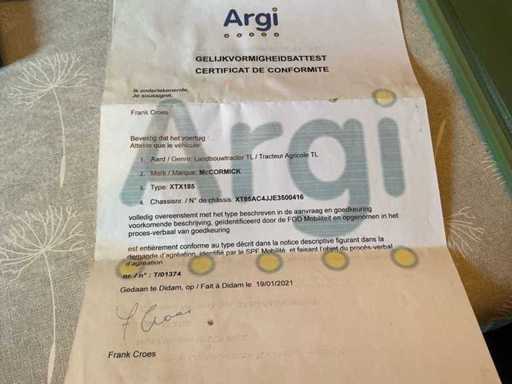 Argi
GELIJKVORMIGHEIDSATTEST
CERTIFICAT DE CONFORMITE
Ik ondertekenende,
Je soussigné,
Frank Croes
Bevestig dat het voertuig
Atteste que le véhicule
1. Aard / Genre: Landbouwtractor TL / Tracteur Agricole TL
2. Merk / Marque: McCORMICK
3. Type: XTX185
4. Chassisnr. / N° de châssis: XT85AC4JJE3500416
volledig overeenstemt met het type beschreven in de aanvraag en goedkeuring
voorkomende beschrijving, geïdentificeerd door de FOD Mobiliteit en opgenomen in het
proces-verbaal van goedkeuring
est entièrement conforme au type décrit dans la notice descriptive figurant dans la
demande d'agréation, identifié par le SPF Mobilité, et faisant l'objet du procès-verbal
d'agréation
nr. / n°: T/01374
Gedaan te Didam, op / Fait à Didam le 19/01/2021
F Croes
Frank Croes
Argi